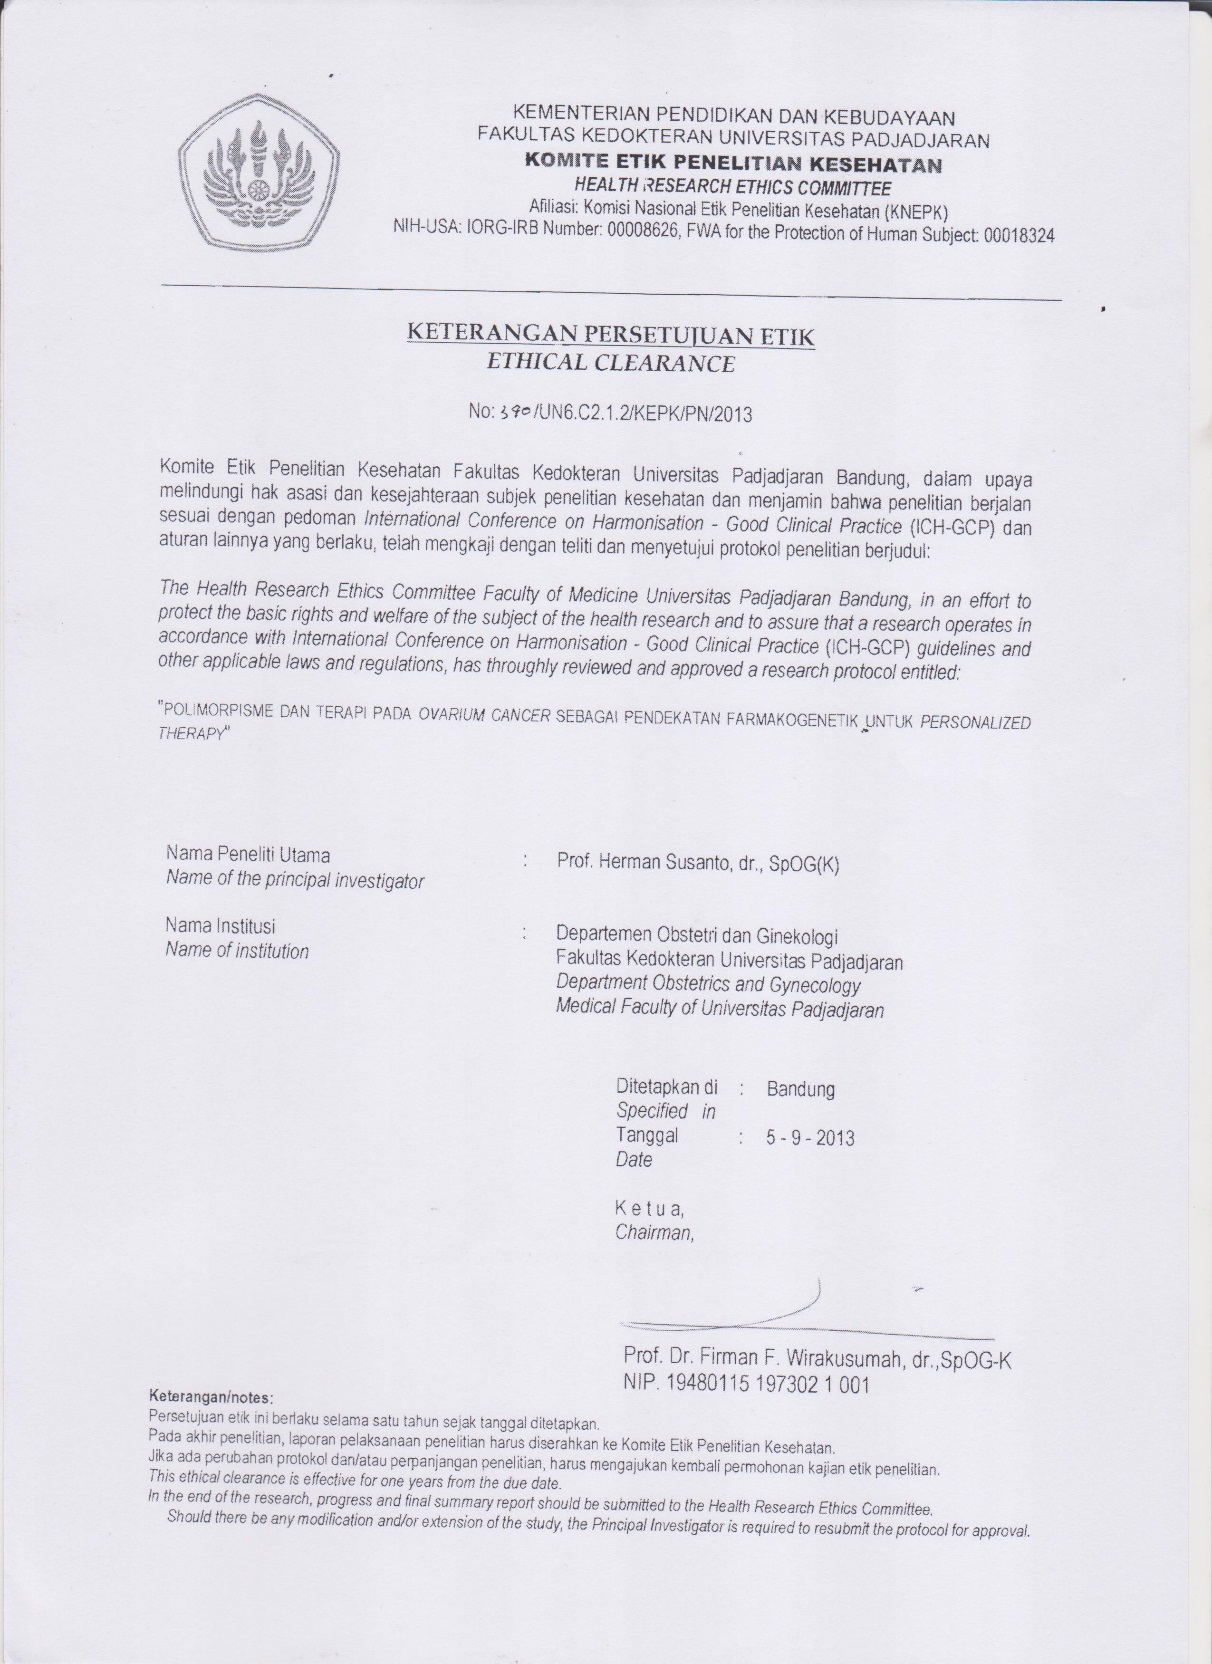 KEMENTERIAN PENDIDIKAN DAN KEBUDAYAAN
FAKULTAS KEDOKTERAN UNIVERSITAS PADJADJARAN
KOMITE ETIK PENELITIAN KESEHATAN
HEALTH RESEARCH ETHICS COMMITTEE
Afiliasi: Komisi Nasional Etik Penelitian Kesehatan (KNEPK)
NIH-USA: IORG-IRB Number: 00008626, FWA for the Protection of Human Subject: 00018324
KETERANGAN PERSETUJUAN ETIK
ETHICAL CLEARANCE
No: 390/UN6.C2.1.2/KEPK/PN/2013
Komite Etik Penelitian Kesehatan Fakultas Kedokteran Universitas Padjadjaran Bandung, dalam upaya
melindungi hak asasi dan kesejahteraan subjek penelitian kesehatan dan menjamin bahwa penelitian berjalan
sesuai dengan pedoman International Conference on Harmonisation - Good Clinical Practice (ICH-GCP) dan
aturan lainnya yang berlaku, telah mengkaji dengan teliti dan menyetujui protokol penelitian berjudul:
The Health Research Ethics Committee Faculty of Medicine Universitas Padjadjaran Bandung, in an effort to
protect the basic rights and welfare of the subject of the health research and to assure that a research operates in
accordance with International Conference on Harmonisation - Good Clinical Practice (ICH-GCP) guidelines and
other applicable laws and regulations, has throughly reviewed and approved a research protocol entitled:
"POLIMORPISME DAN TERAPI PADA OVARIUM CANCER SEBAGAI PENDEKATAN FARMAKOGENETIK UNTUK PERSONALIZED
THERAPY"
Nama Peneliti Utama : Prof. Herman Susanto, dr., SpOG(K)
Name of the principal investigator
Nama Institusi : Departemen Obstetri dan Ginekologi
Name of institution Fakultas Kedokteran Universitas Padjadjaran
Department Obstetrics and Gynecology
Medical Faculty of Universitas Padjadjaran
Ditetapkan di : Bandung
Specified in
Tanggal : 5 - 9 - 2013
Date
K e t u a,
Chairman,
Prof. Dr. Firman F. Wirakusumah, dr.,SpOG-K
NIP. 19480115 197302 1 001
Keterangan/notes:
Persetujuan etik ini berlaku selama satu tahun sejak tanggal ditetapkan.
Pada akhir penelitian, laporan pelaksanaan penelitian harus diserahkan ke Komite Etik Penelitian Kesehatan.
Jika ada perubahan protokol dan/atau perpanjangan penelitian, harus mengajukan kembali permohonan kajian etik penelitian.
This ethical clearance is effective for one years from the due date.
In the end of the research, progress and final summary report should be submitted to the Health Research Ethics Committee.
Should there be any modification and/or extension of the study, the Principal Investigator is required to resubmit the protocol for approval.